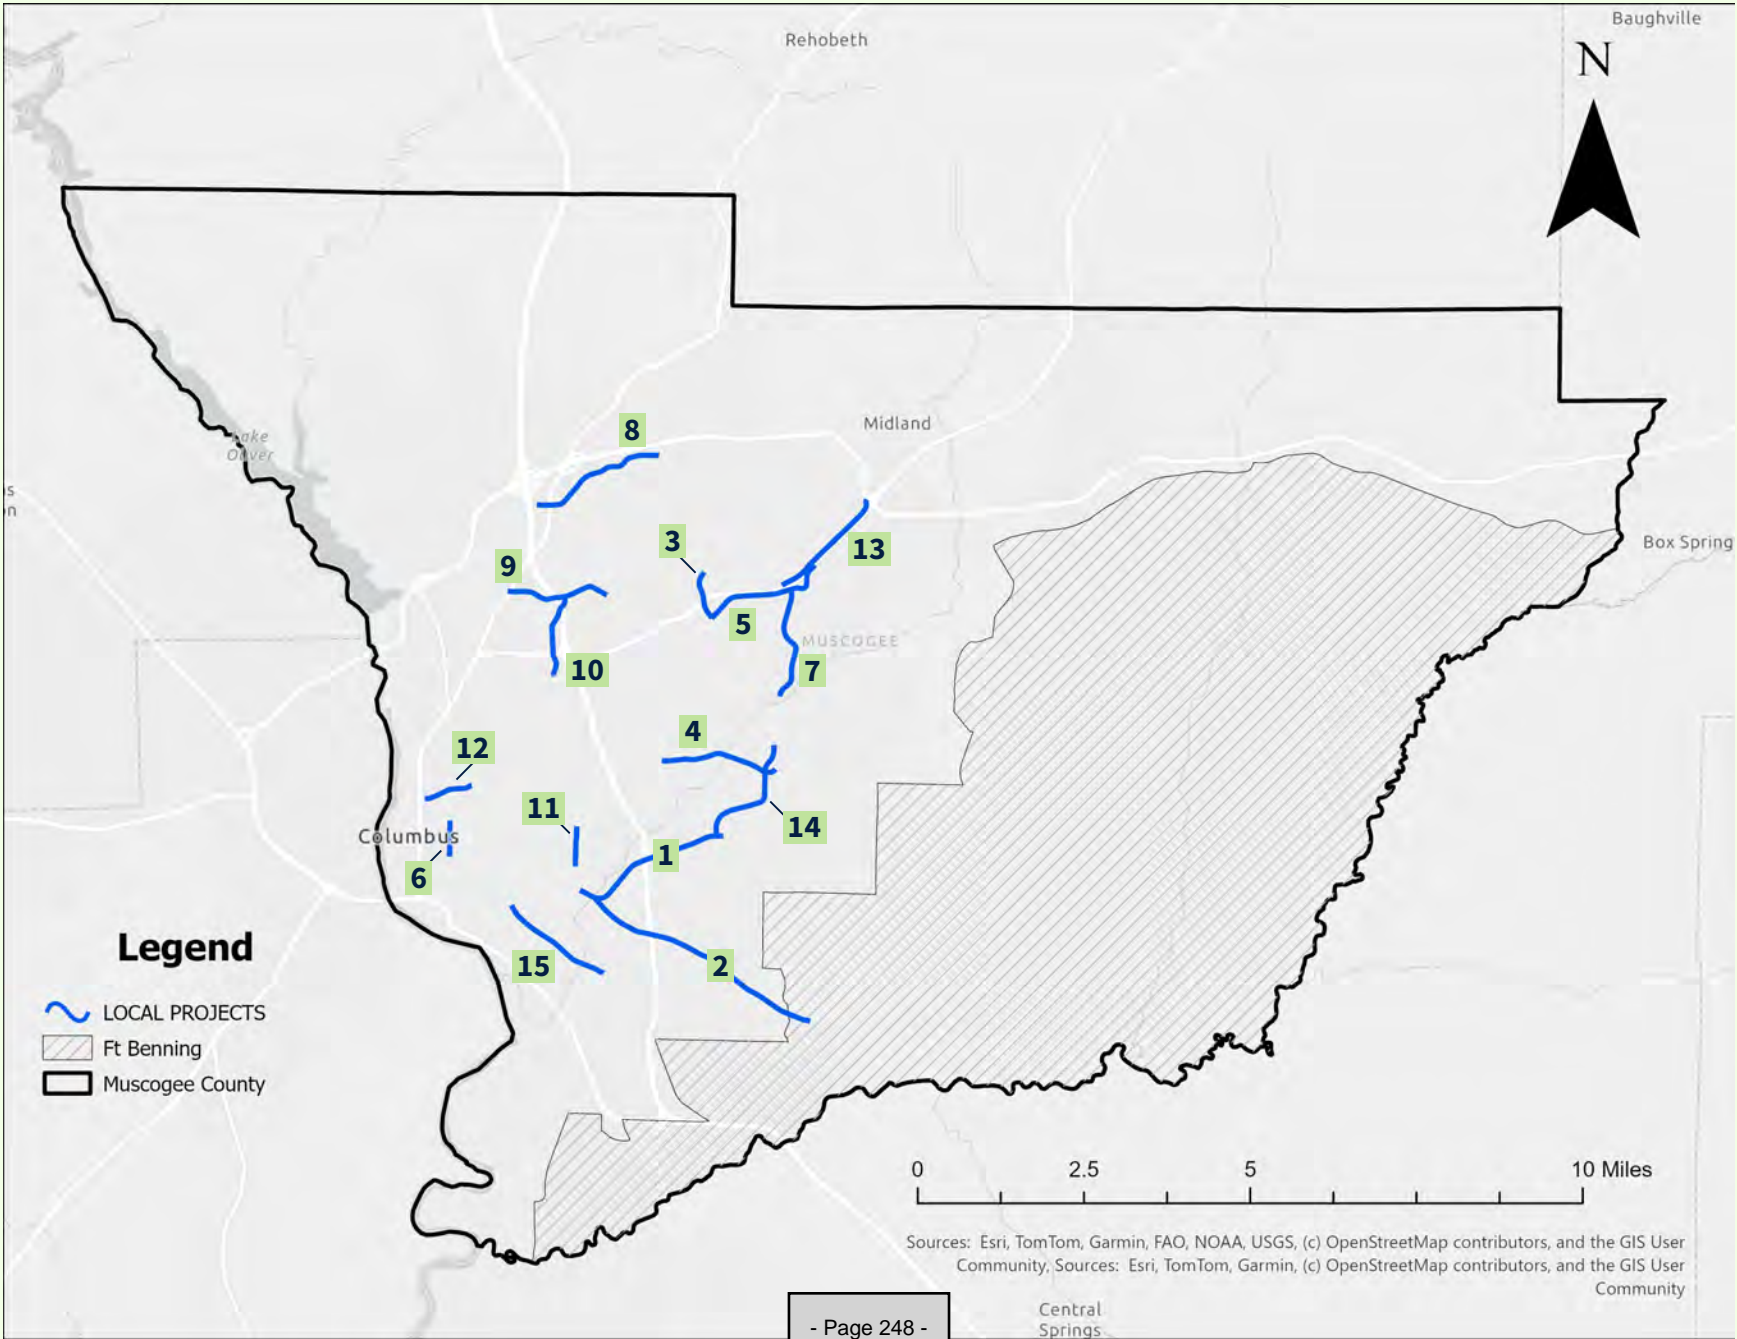 Baughville
Rehobeth
N
Lake
Oliver
8
Midland
3
13
9
5
MUSCOGEE
10
7
Box Spring
4
12
11
14
Columbus
1
6
15
2
Legend
LOCAL PROJECTS
Ft Benning
Muscogee County
0 2.5 5 10 Miles
Sources: Esri, TomTom, Garmin, FAO, NOAA, USGS, (c) OpenStreetMap contributors, and the GIS User
Community, Sources: Esri, TomTom, Garmin, (c) OpenStreetMap contributors, and the GIS User
Community
Central
Springs
- Page 248 -